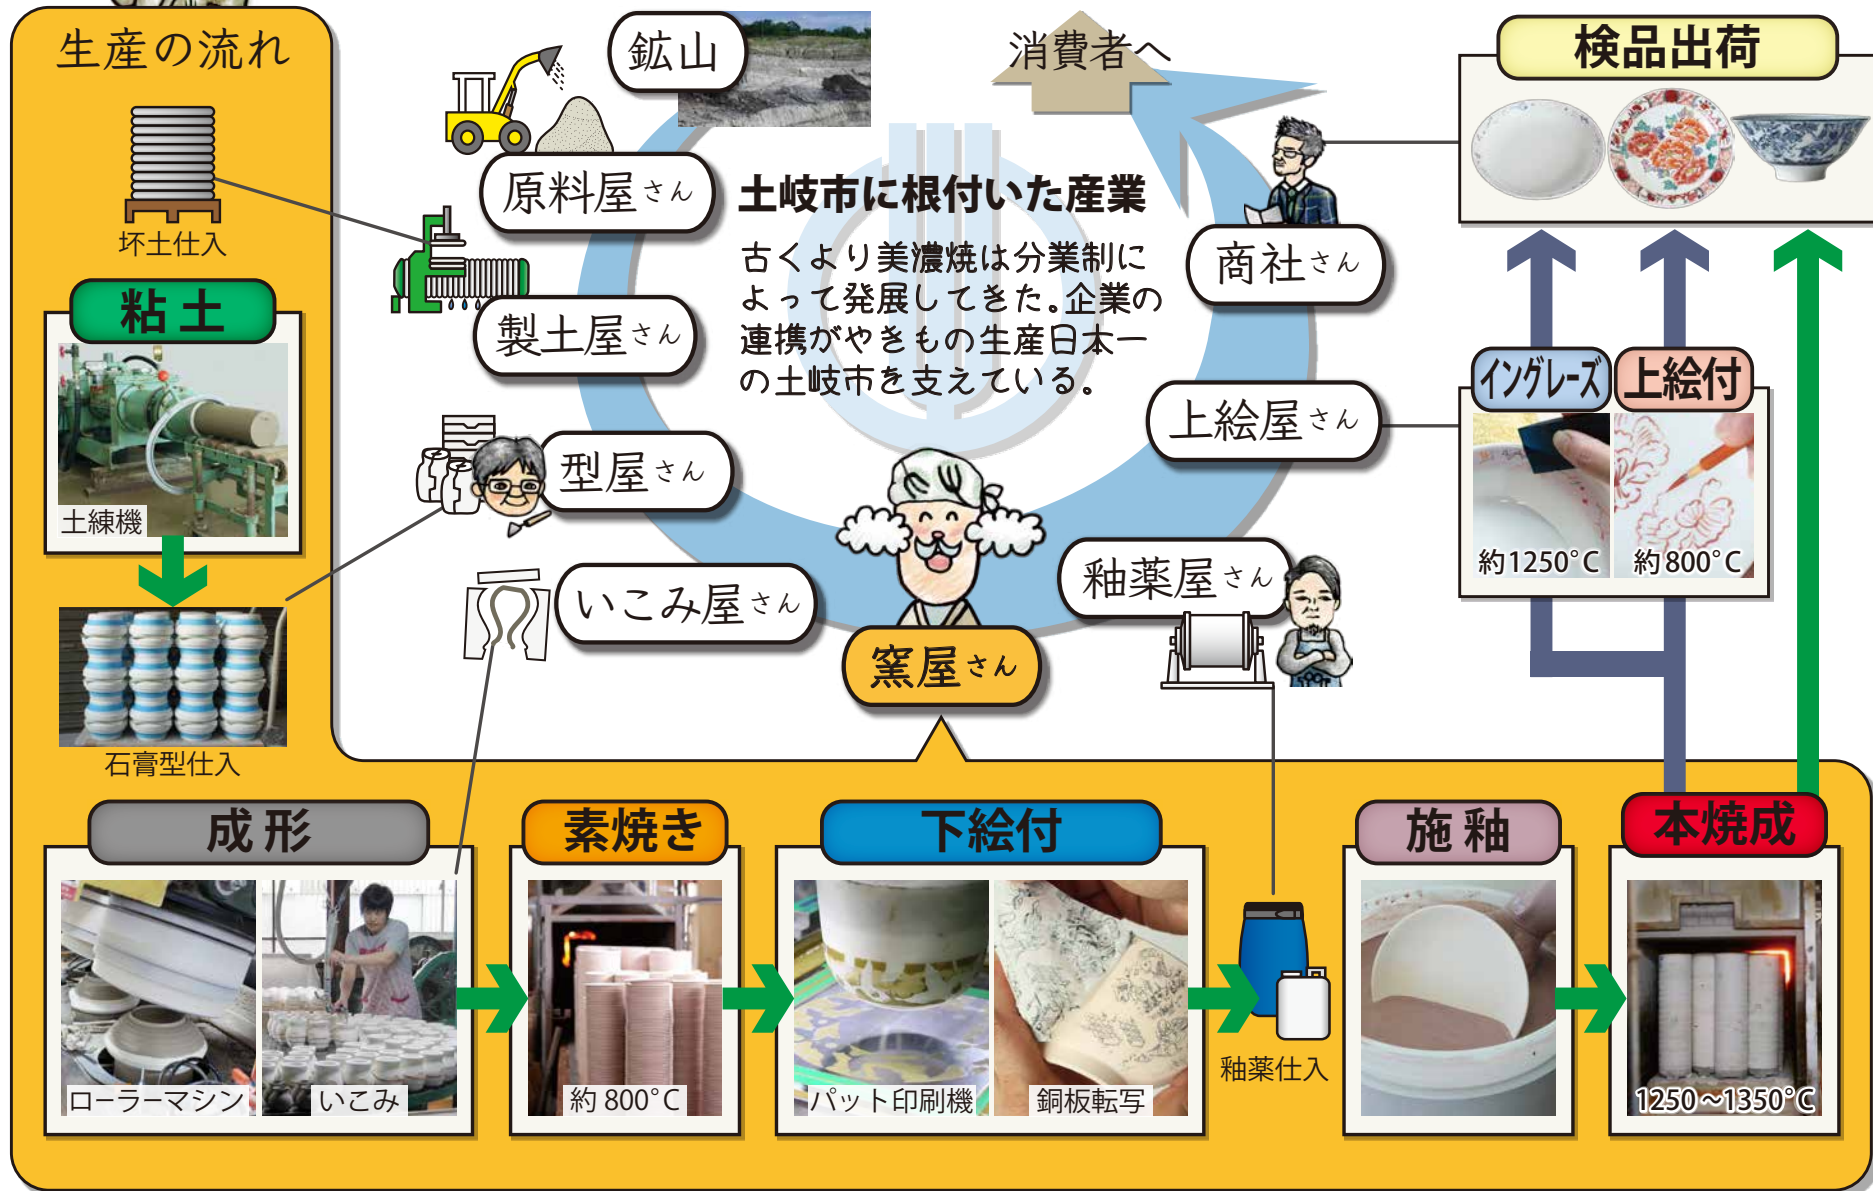 生産の流れ
坏土仕入
粘土
土練機
石膏型仕入
鉱山
原料屋さん
製土屋さん
型屋さん
いこみ屋さん
窯屋さん
釉薬屋さん
上絵屋さん
商社さん
消費者へ
土岐市に根付いた産業
古くより美濃焼は分業制に
よって発展してきた。企業の
連携がやきもの生産日本一
の土岐市を支えている。
成形
ローラーマシン
いこみ
素焼き
約800°C
下絵付
パット印刷機
銅板転写
釉薬仕入
施釉
本焼成
1250～1350°C
イングレーズ
約1250°C
上絵付
約800°C
検品出荷